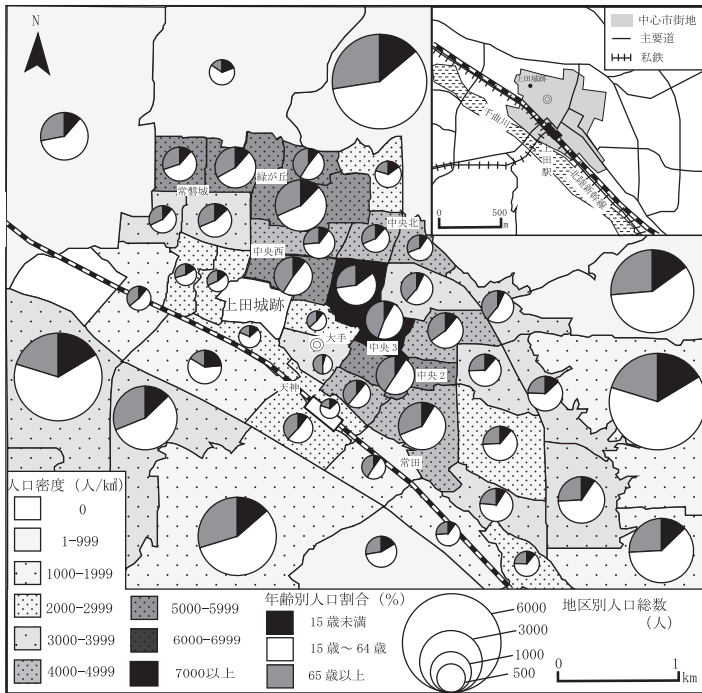 N
中心市街地
主要道
私鉄
上田城跡
千曲川
上田駅
北陸新幹線
0 500
m
緑が丘
常磐城
中央北
中央西
上田城跡
大手
中央3
中央2
天神
常田
人口密度 (人/km²)
0
1-999
1000-1999
2000-2999
3000-3999
4000-4999
5000-5999
6000-6999
7000以上
年齢別人口割合 (%)
15歳未満
15歳～64歳
65歳以上
6000
3000
1000
500
地区別人口総数
(人)
0 1
km